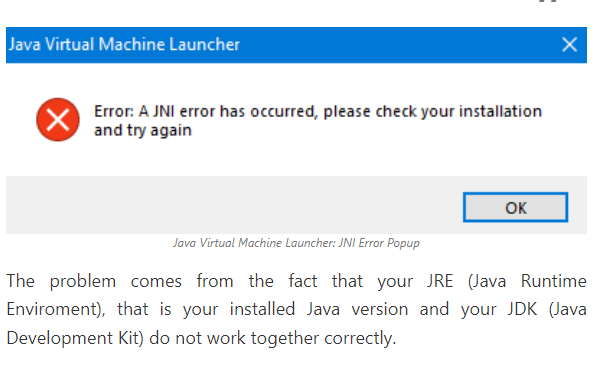 Java Virtual Machine Launcher
Error: A JNI error has occurred, please check your installation
and try again
OK
Java Virtual Machine Launcher: JNI Error Popup
The problem comes from the fact that your JRE (Java Runtime
Enviroment), that is your installed Java version and your JDK (Java
Development Kit) do not work together correctly.